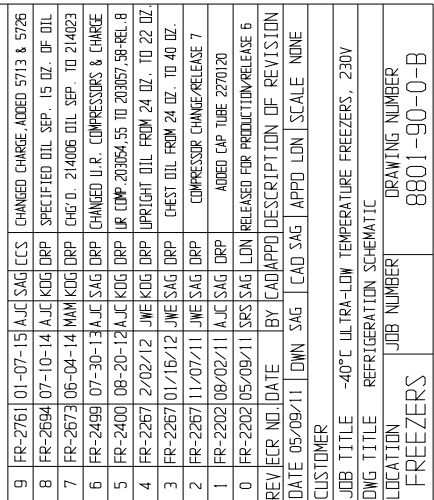 9 FR-2761 01-07-15 AJC SAG CCS CHANGED CHARGE,ADDED 5713 & 5726
8 FR-2694 07-10-14 AJC KDG DRP SPECIFIED OIL SEP. 15 OZ. OF OIL
7 FR-2673 06-04-14 MAM KDG DRP CHG'D. 214006 OIL SEP. TO 214023
6 FR-2499 07-30-13 AJC SAG DRP CHANGED U.R. COMPRESSORS & CHARGE
5 FR-2400 08-20-12 AJC KDG DRP UR COMP.203054,55 TO 203057,58-REL.8
4 FR-2267 2/02/12 JWE KDG DRP UPRIGHT OIL FROM 24 OZ. TO 22 OZ.
3 FR-2267 01/16/12 JWE SAG DRP CHEST OIL FROM 24 OZ. TO 40 OZ.
2 FR-2267 11/07/11 JWE SAG DRP COMPRESSOR CHANGE/RELEASE 7
1 FR-2202 08/02/11 AJC SAG DRP ADDED CAP TUBE 2270120
0 FR-2202 05/09/11 SRS SAG LDN RELEASED FOR PRODUCTION/RELEASE 6
REV ECR NO. DATE BY CAD APPD DESCRIPTION OF REVISION
DATE 05/09/11 DWN SAG CAD SAG APPD LDN SCALE NONE
CUSTOMER
JOB TITLE -40°C ULTRA-LOW TEMPERATURE FREEZERS, 230V
DWG TITLE REFRIGERATION SCHEMATIC
LOCATION JOB NUMBER DRAWING NUMBER
FREEZERS 8801-90-0-B